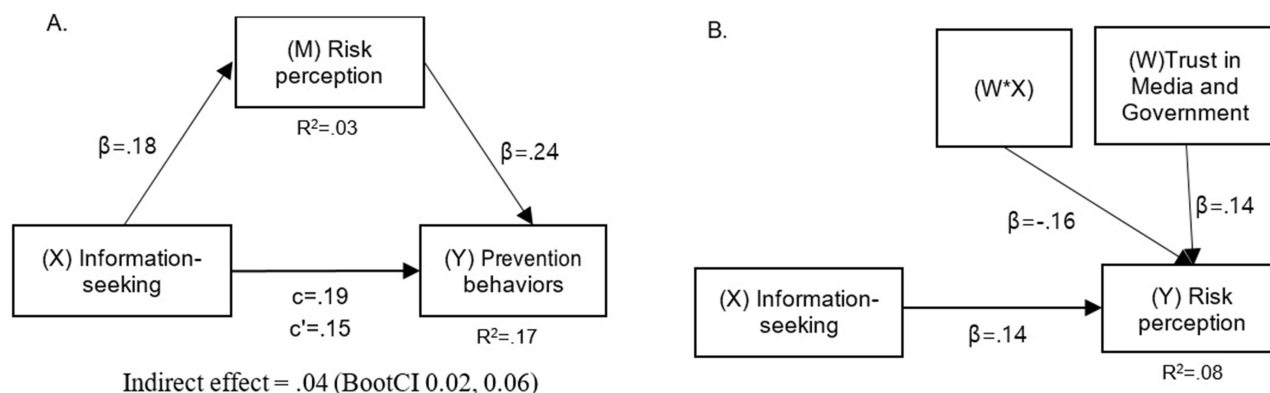 A.
(M) Risk
perception
R²=.03
β=.18
β=.24
(X) Information-
seeking
c=.19
c'=.15
(Y) Prevention
behaviors
R²=.17
Indirect effect = .04 (BootCI 0.02, 0.06)
B.
(W*X)
(W)Trust in
Media and
Government
β=-.16
β=.14
(X) Information-
seeking
β=.14
(Y) Risk
perception
R²=.08